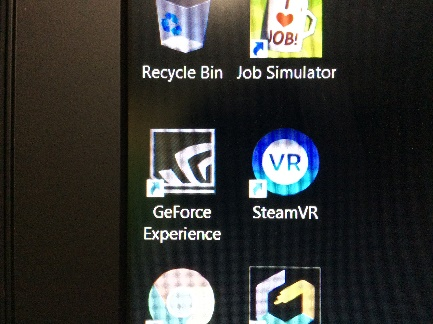 I
JOB!
Recycle Bin
Job Simulator
VR
GeForce
Experience
SteamVR